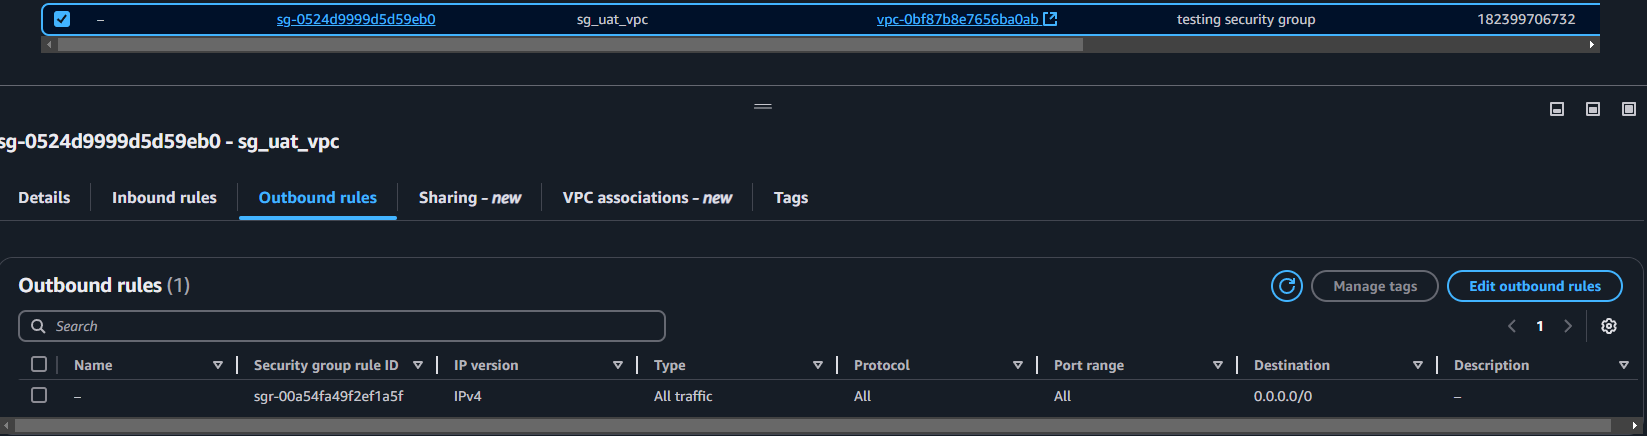 – sg-0524d9999d5d59eb0 sg_uat_vpc vpc-0bf87b8e7656ba0ab testing security group 182399706732
sg-0524d9999d5d59eb0 - sg_uat_vpc
Details Inbound rules Outbound rules Sharing - new VPC associations - new Tags
Outbound rules (1) Manage tags Edit outbound rules
Search 1
Name Security group rule ID IP version Type Protocol Port range Destination Description
– sgr-00a54fa49f2ef1a5f IPv4 All traffic All All 0.0.0.0/0 –